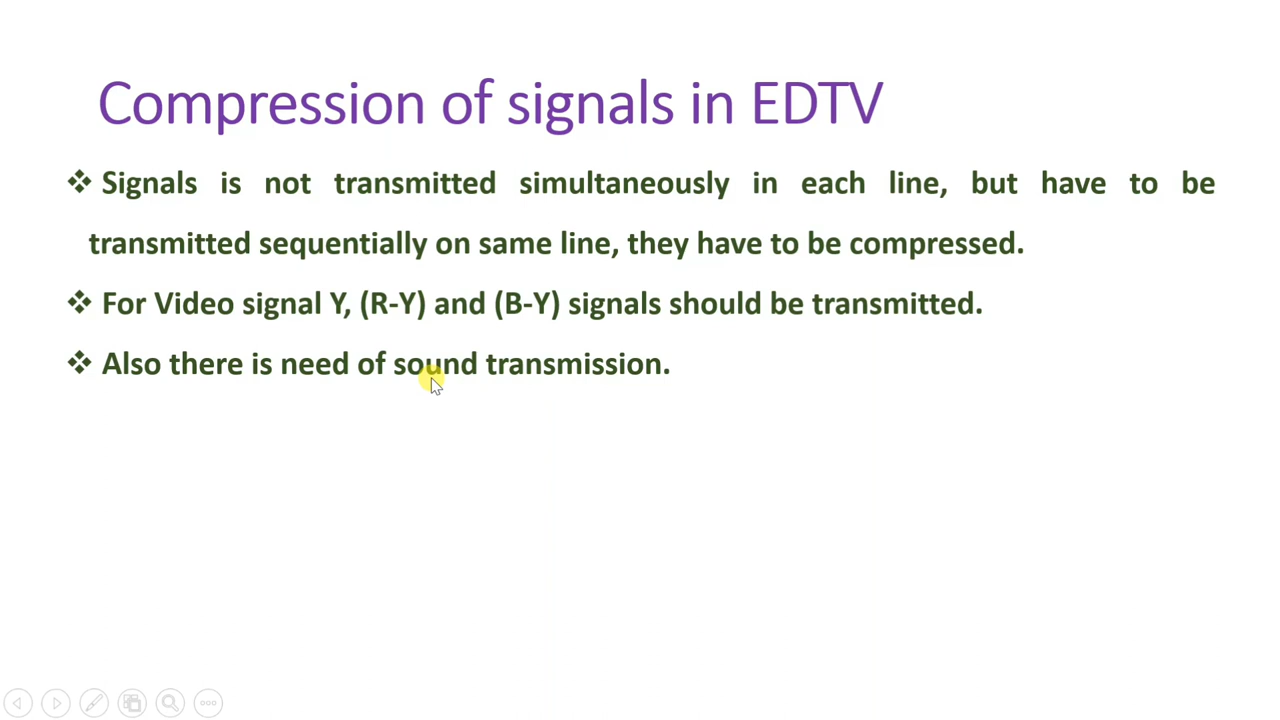 Compression of signals in EDTV
❖ Signals is not transmitted simultaneously in each line, but have to be
transmitted sequentially on same line, they have to be compressed.
❖ For Video signal Y, (R-Y) and (B-Y) signals should be transmitted.
❖ Also there is need of sound transmission.